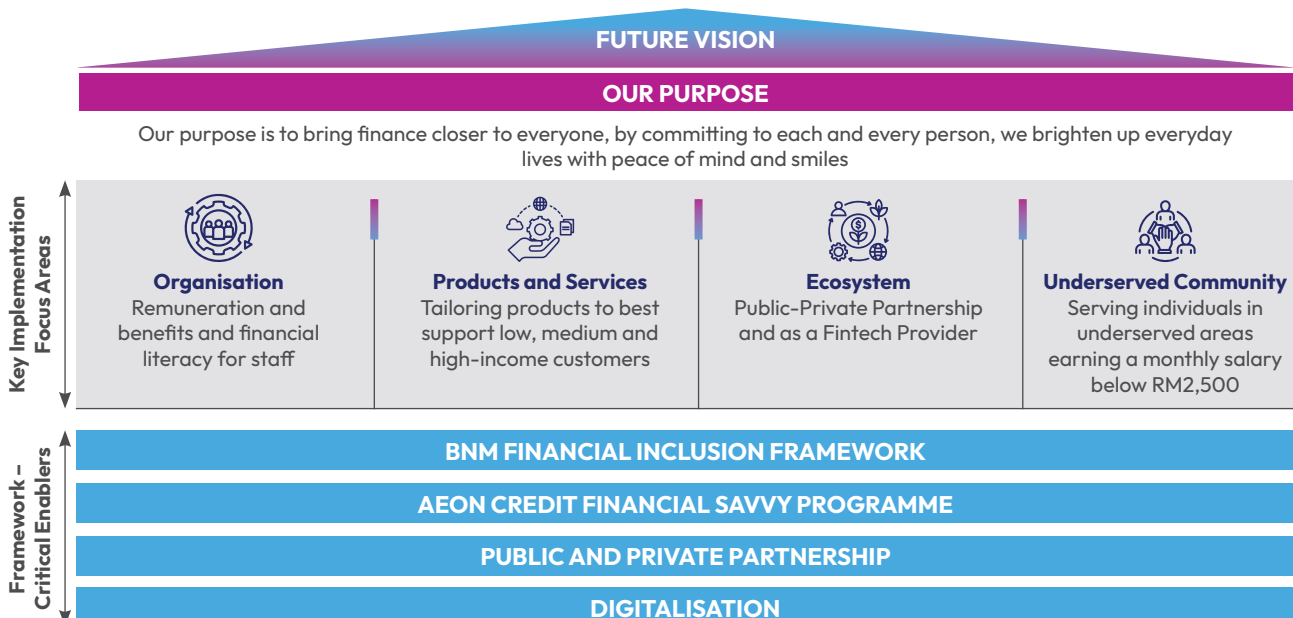 FUTURE VISION
OUR PURPOSE
Our purpose is to bring finance closer to everyone, by committing to each and every person, we brighten up everyday
lives with peace of mind and smiles
Key Implementation
Focus Areas
Organisation
Remuneration and
benefits and financial
literacy for staff
Products and Services
Tailoring products to best
support low, medium and
high-income customers
Ecosystem
Public-Private Partnership
and as a Fintech Provider
Underserved Community
Serving individuals in
underserved areas
earning a monthly salary
below RM2,500
Framework –
Critical Enablers
BNM FINANCIAL INCLUSION FRAMEWORK
AEON CREDIT FINANCIAL SAVVY PROGRAMME
PUBLIC AND PRIVATE PARTNERSHIP
DIGITALISATION